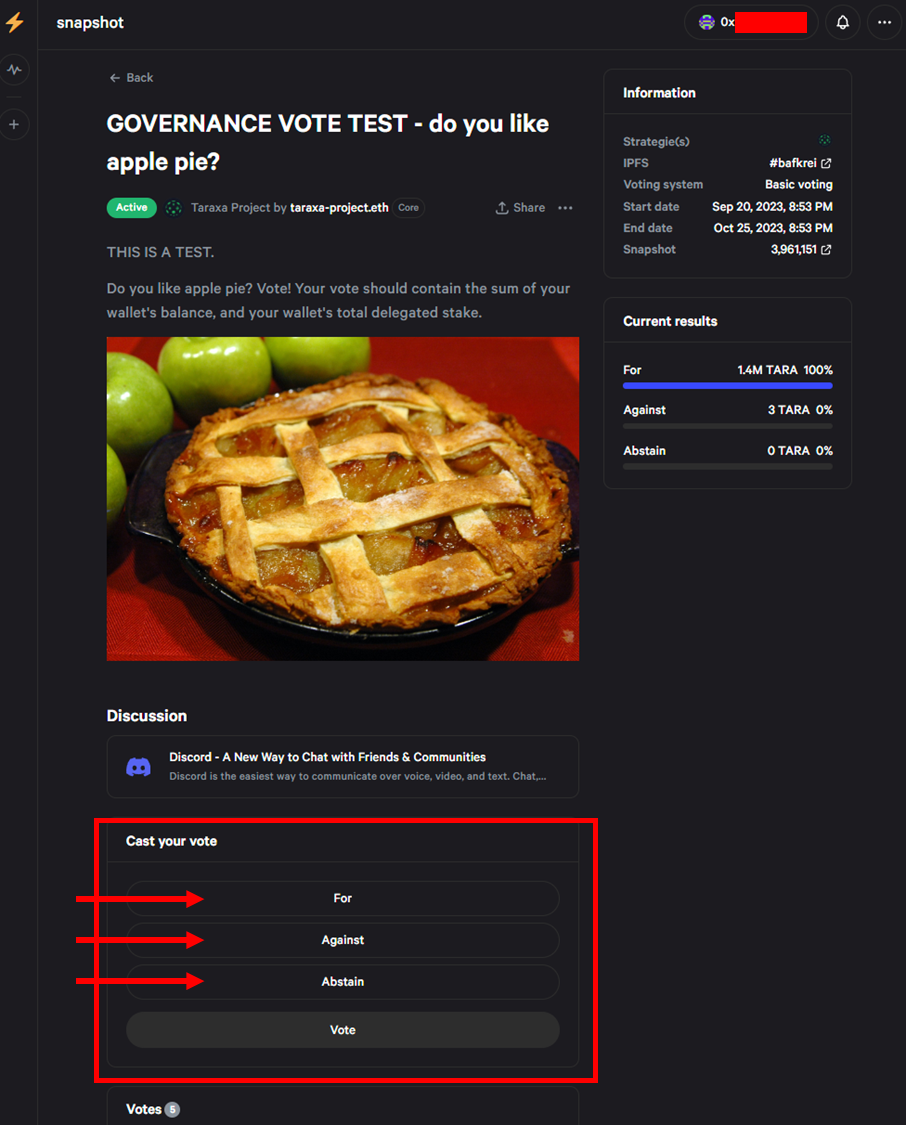 snapshot
0x
Back
GOVERNANCE VOTE TEST - do you like
apple pie?
Active
Taraxa Project by taraxa-project.eth
Core
Share
THIS IS A TEST.
Do you like apple pie? Vote! Your vote should contain the sum of your
wallet's balance, and your wallet's total delegated stake.
Discussion
Discord - A New Way to Chat with Friends & Communities
Discord is the easiest way to communicate over voice, video, and text. Chat,...
Cast your vote
For
Against
Abstain
Vote
Votes 5
Information
Strategie(s)
IPFS #bafkrei
Voting system Basic voting
Start date Sep 20, 2023, 8:53 PM
End date Oct 25, 2023, 8:53 PM
Snapshot 3,961,151
Current results
For 1.4M TARA 100%
Against 3 TARA 0%
Abstain 0 TARA 0%